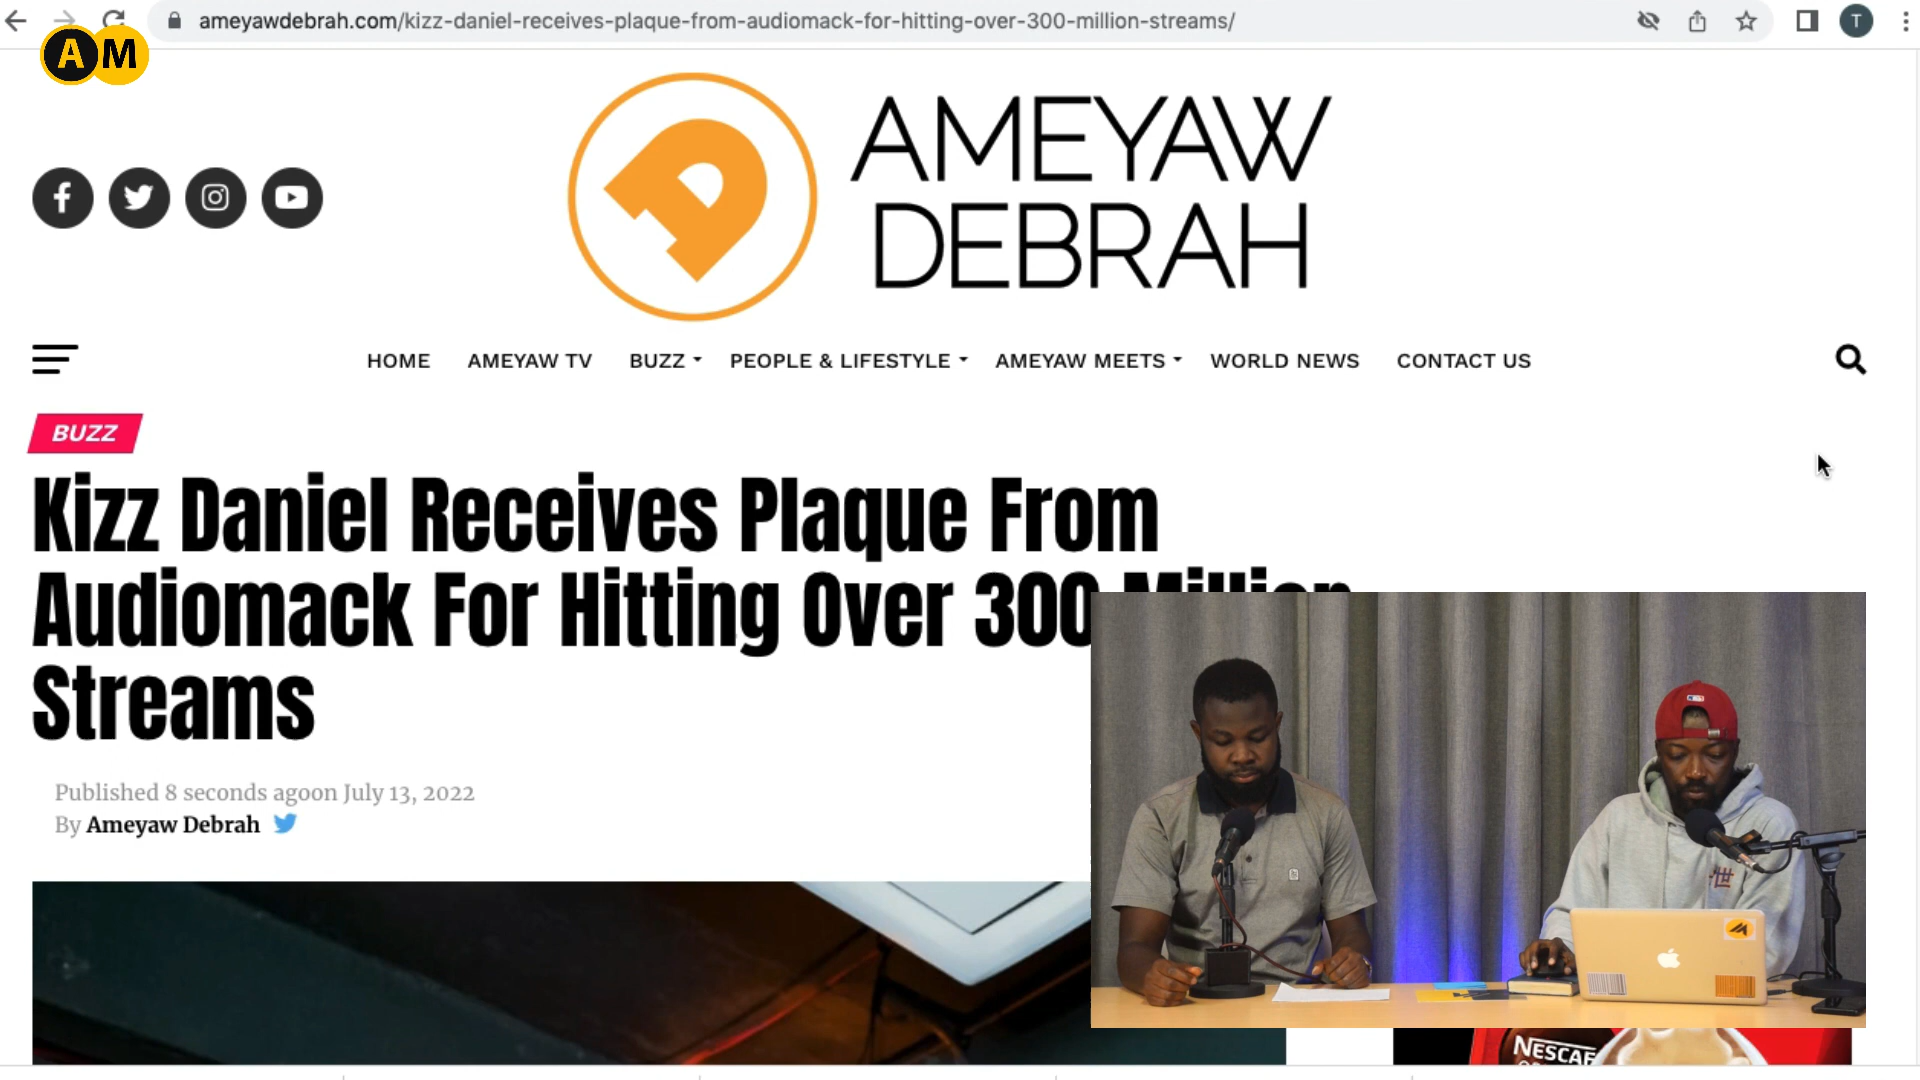 ameyawdebrah.com/kizz-daniel-receives-plaque-from-audiomack-for-hitting-over-300-million-streams/
T
AM
AMEYAW
DEBRAH
HOME AMEYAW TV BUZZ PEOPLE & LIFESTYLE AMEYAW MEETS WORLD NEWS CONTACT US
BUZZ
Kizz Daniel Receives Plaque From
Audiomack For Hitting Over 300 Million
Streams
Published 8 seconds agoon July 13, 2022
By Ameyaw Debrah
NESCAF